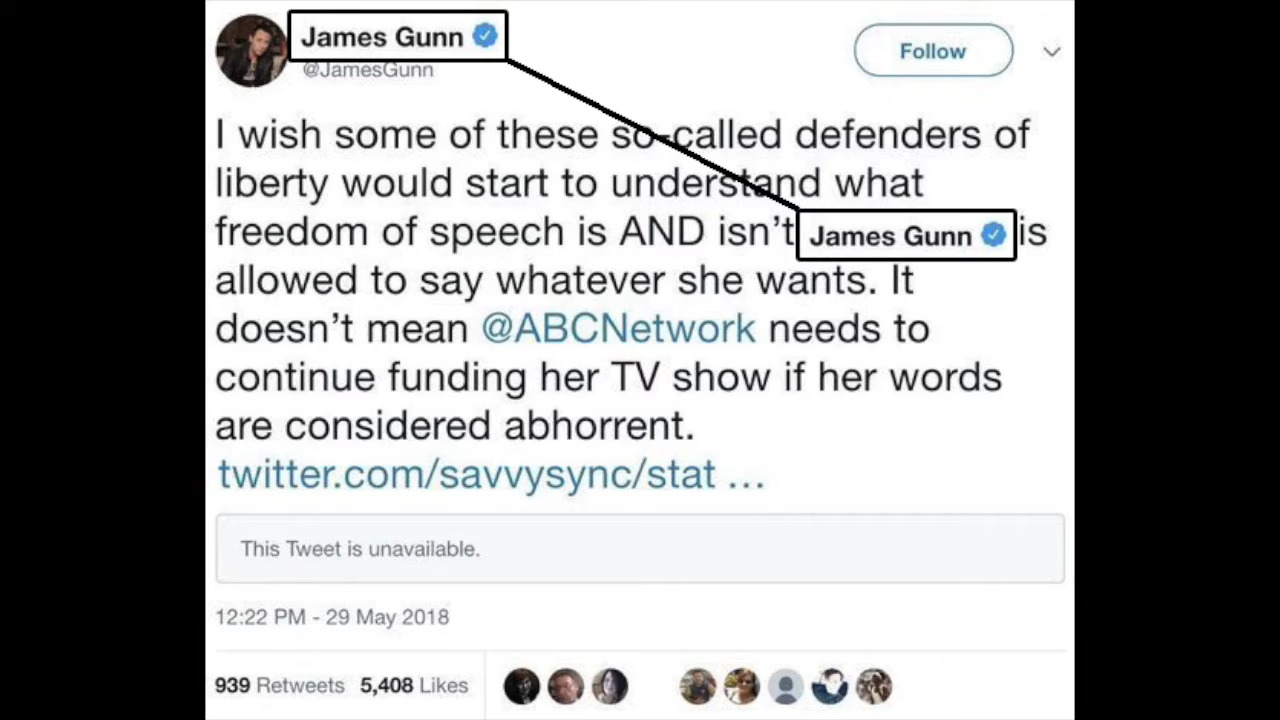 James Gunn
@JamesGunn
Follow
I wish some of these so-called defenders of
liberty would start to understand what
freedom of speech is AND isn't James Gunn is
allowed to say whatever she wants. It
doesn't mean @ABCNetwork needs to
continue funding her TV show if her words
are considered abhorrent.
twitter.com/savvysync/stat ...
This Tweet is unavailable.
12:22 PM - 29 May 2018
939 Retweets 5,408 Likes